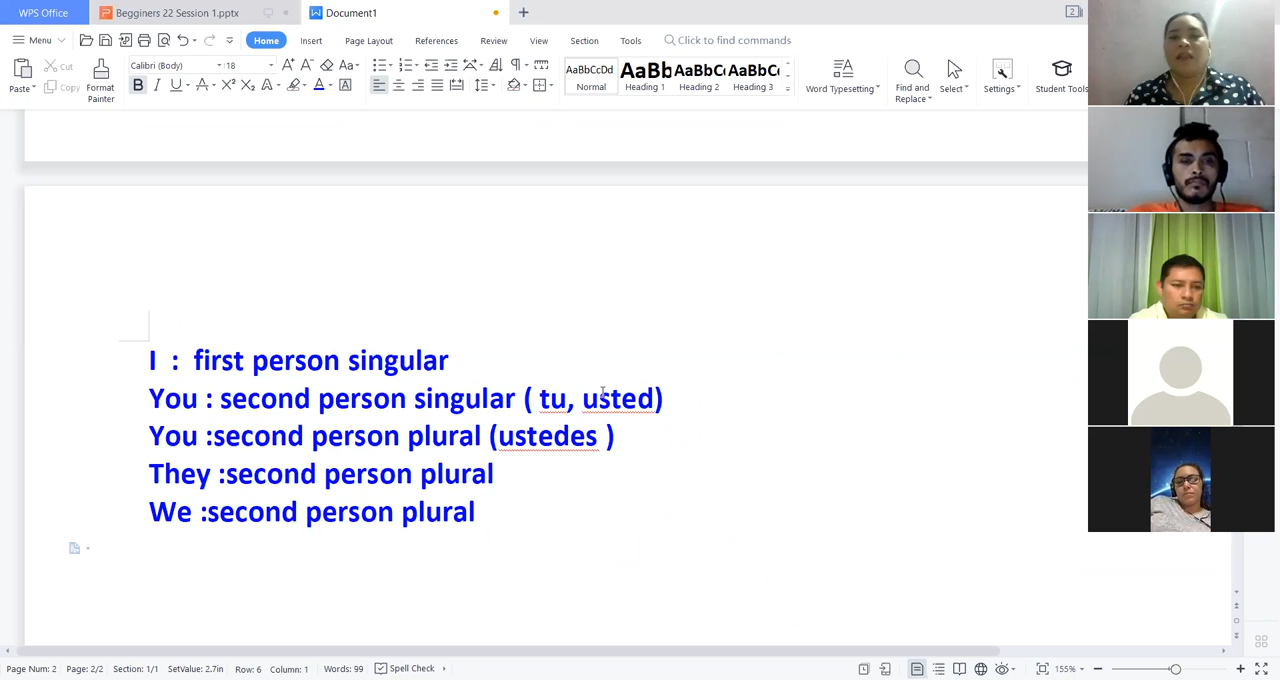 WPS Office
Begginers 22 Session 1.pptx
Document1
2
Menu
Home
Insert
Page Layout
References
Review
View
Section
Tools
Click to find commands
Paste
Cut
Copy
Format Painter
Calibri (Body)
18
AaBbCcDd
Normal
AaBb
Heading 1
AaBbCc
Heading 2
AaBbCc
Heading 3
Word Typesetting
Find and Replace
Select
Settings
Student Tools
I : first person singular
You : second person singular ( tu, usted)
You :second person plural (ustedes )
They :second person plural
We :second person plural
Page Num: 2 Page: 2/2 Section: 1/1 SetValue: 2.7in Row: 6 Column: 1 Words: 99 Spell Check 155%